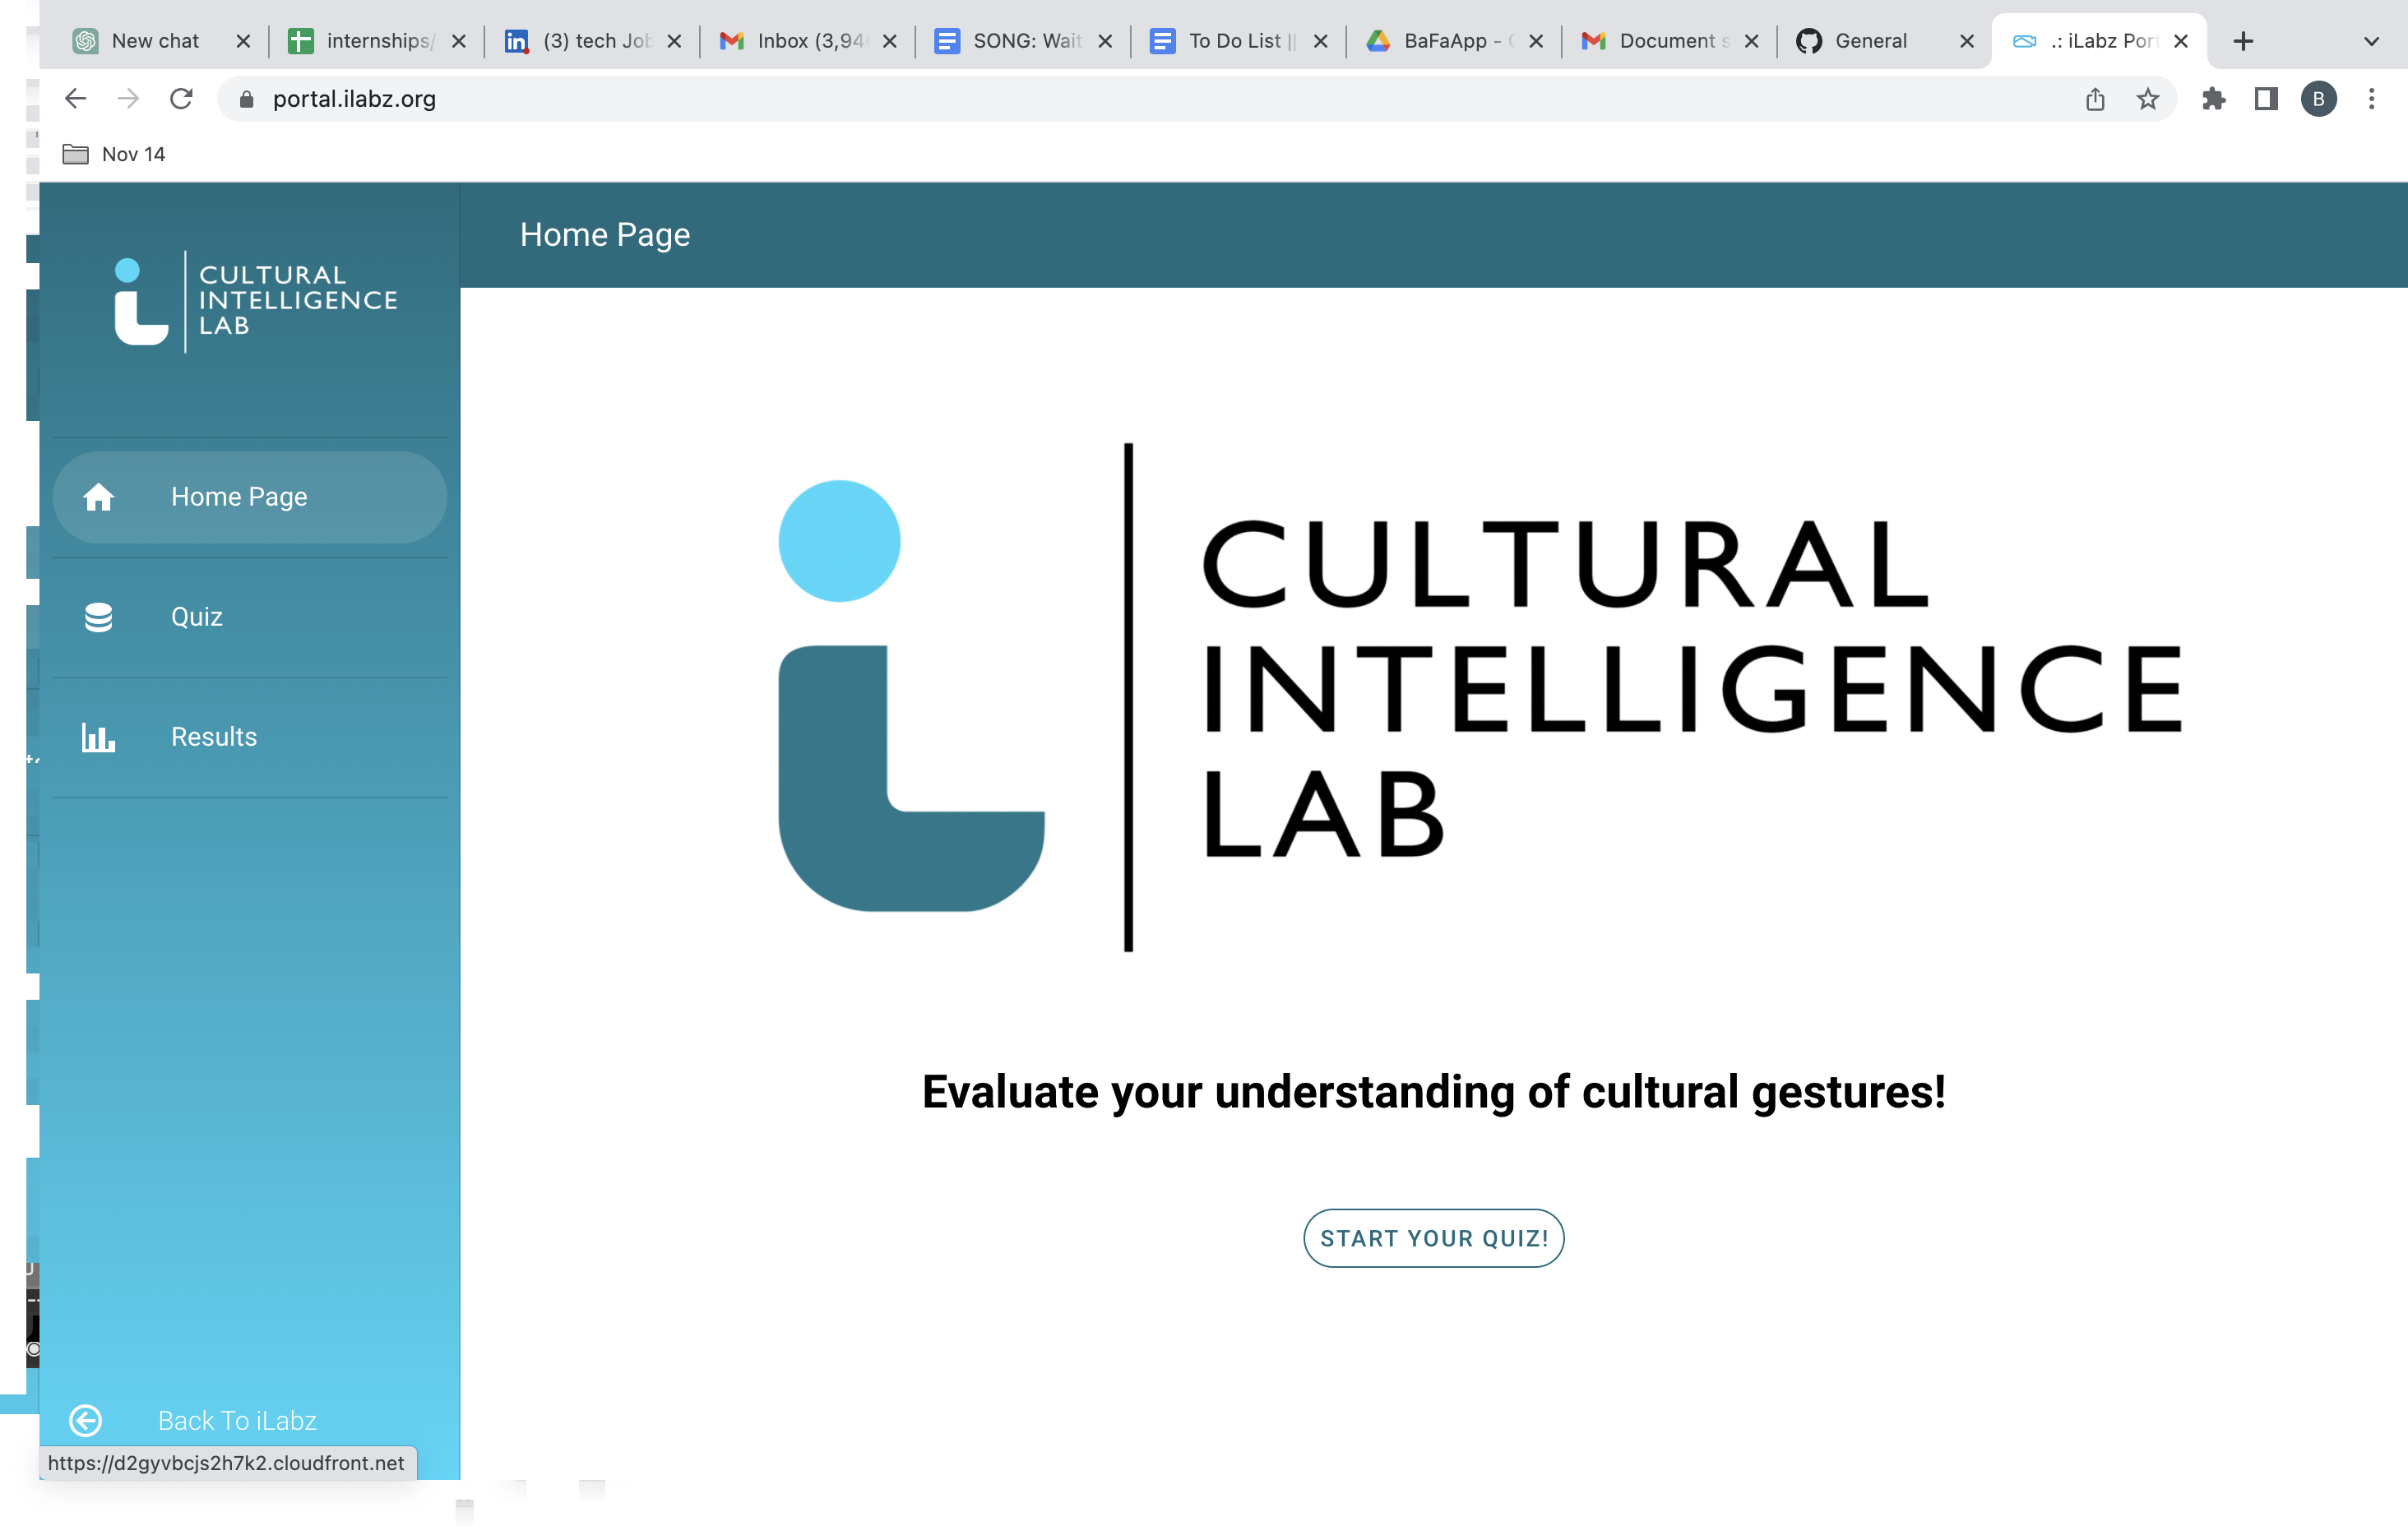 New chat
internships/
(3) tech Job
Inbox (3,94
SONG: Wait
To Do List ||
BaFaApp -
Document s
General
.: iLabz Por
portal.ilabz.org
B
Nov 14
CULTURAL
INTELLIGENCE
LAB
Home Page
Home Page
Quiz
Results
Back To iLabz
https://d2gyvbcjs2h7k2.cloudfront.net
CULTURAL
INTELLIGENCE
LAB
Evaluate your understanding of cultural gestures!
START YOUR QUIZ!